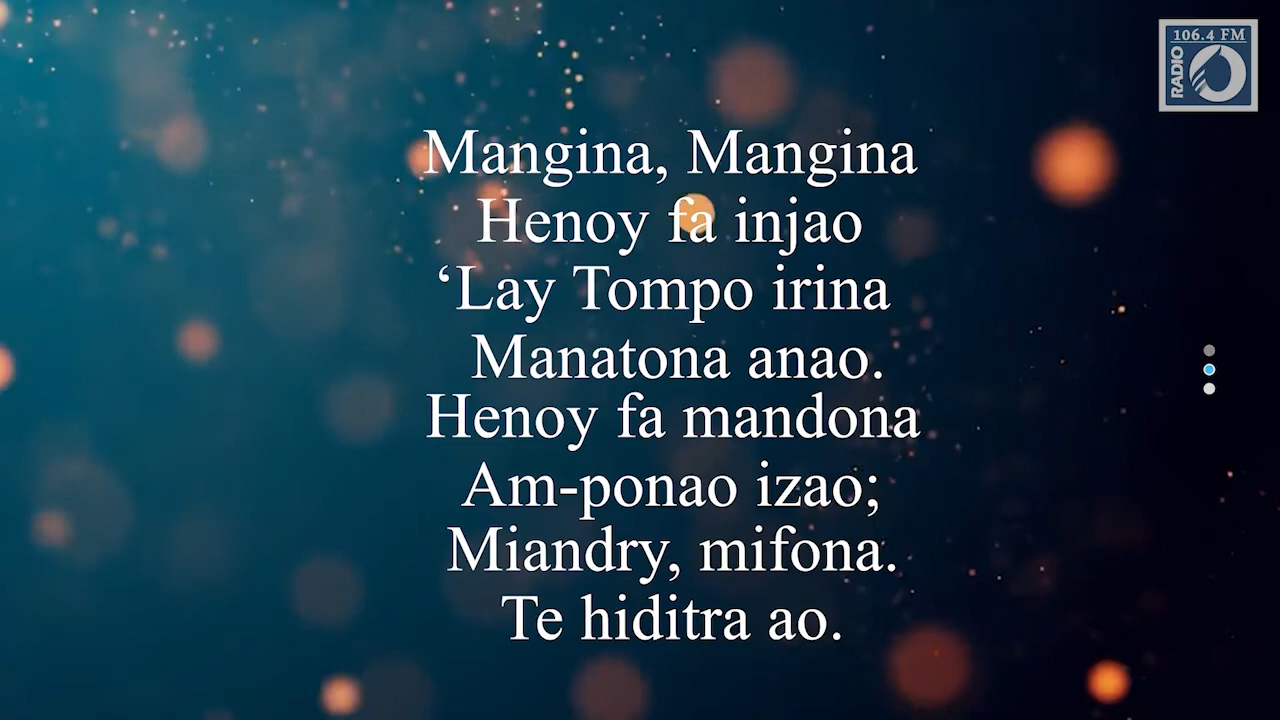 106.4 FM
RADIO
Mangina, Mangina
Henoy fa injao
‘Lay Tompo irina
Manatona anao.
Henoy fa mandona
Am-ponao izao;
Miandry, mifona.
Te hiditra ao.